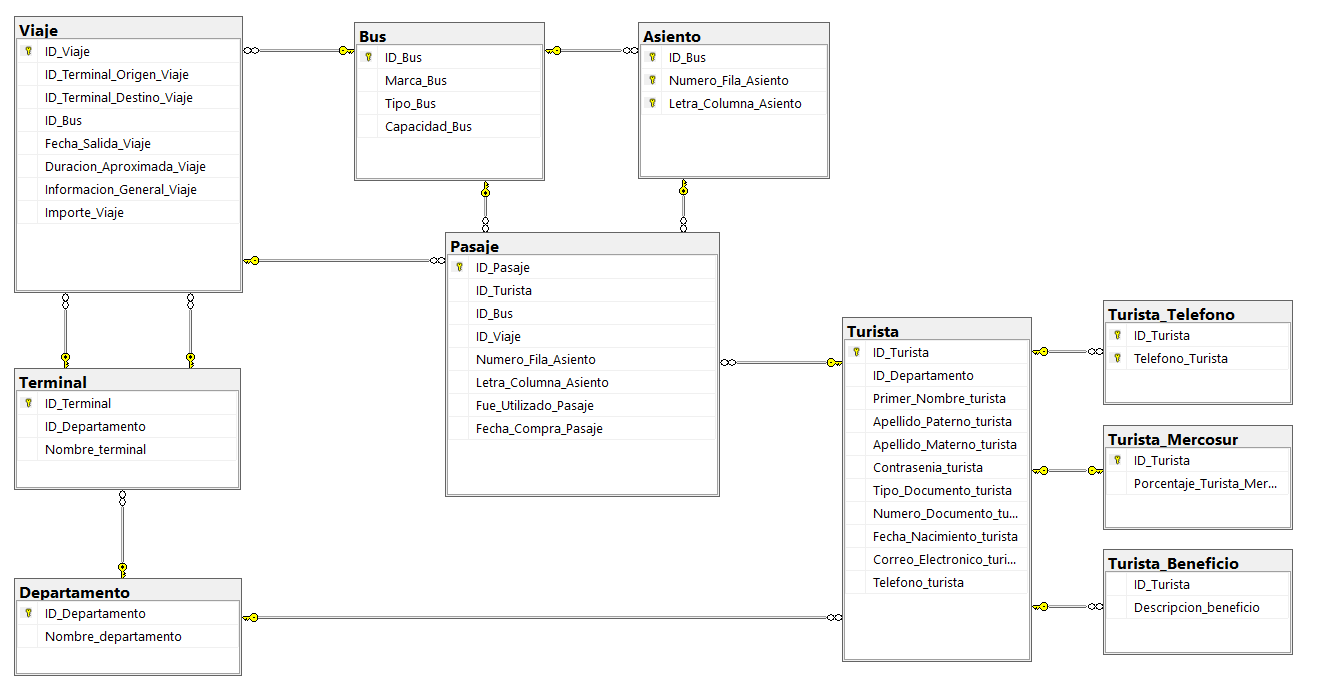 Viaje
ID_Viaje
ID_Terminal_Origen_Viaje
ID_Terminal_Destino_Viaje
ID_Bus
Fecha_Salida_Viaje
Duracion_Aproximada_Viaje
Informacion_General_Viaje
Importe_Viaje
Bus
ID_Bus
Marca_Bus
Tipo_Bus
Capacidad_Bus
Asiento
ID_Bus
Numero_Fila_Asiento
Letra_Columna_Asiento
Pasaje
ID_Pasaje
ID_Turista
ID_Bus
ID_Viaje
Numero_Fila_Asiento
Letra_Columna_Asiento
Fue_Utilizado_Pasaje
Fecha_Compra_Pasaje
Terminal
ID_Terminal
ID_Departamento
Nombre_terminal
Departamento
ID_Departamento
Nombre_departamento
Turista
ID_Turista
ID_Departamento
Primer_Nombre_turista
Apellido_Paterno_turista
Apellido_Materno_turista
Contrasenia_turista
Tipo_Documento_turista
Numero_Documento_tu...
Fecha_Nacimiento_turista
Correo_Electronico_turi...
Telefono_turista
Turista_Telefono
ID_Turista
Telefono_Turista
Turista_Mercosur
ID_Turista
Porcentaje_Turista_Mer...
Turista_Beneficio
ID_Turista
Descripcion_beneficio